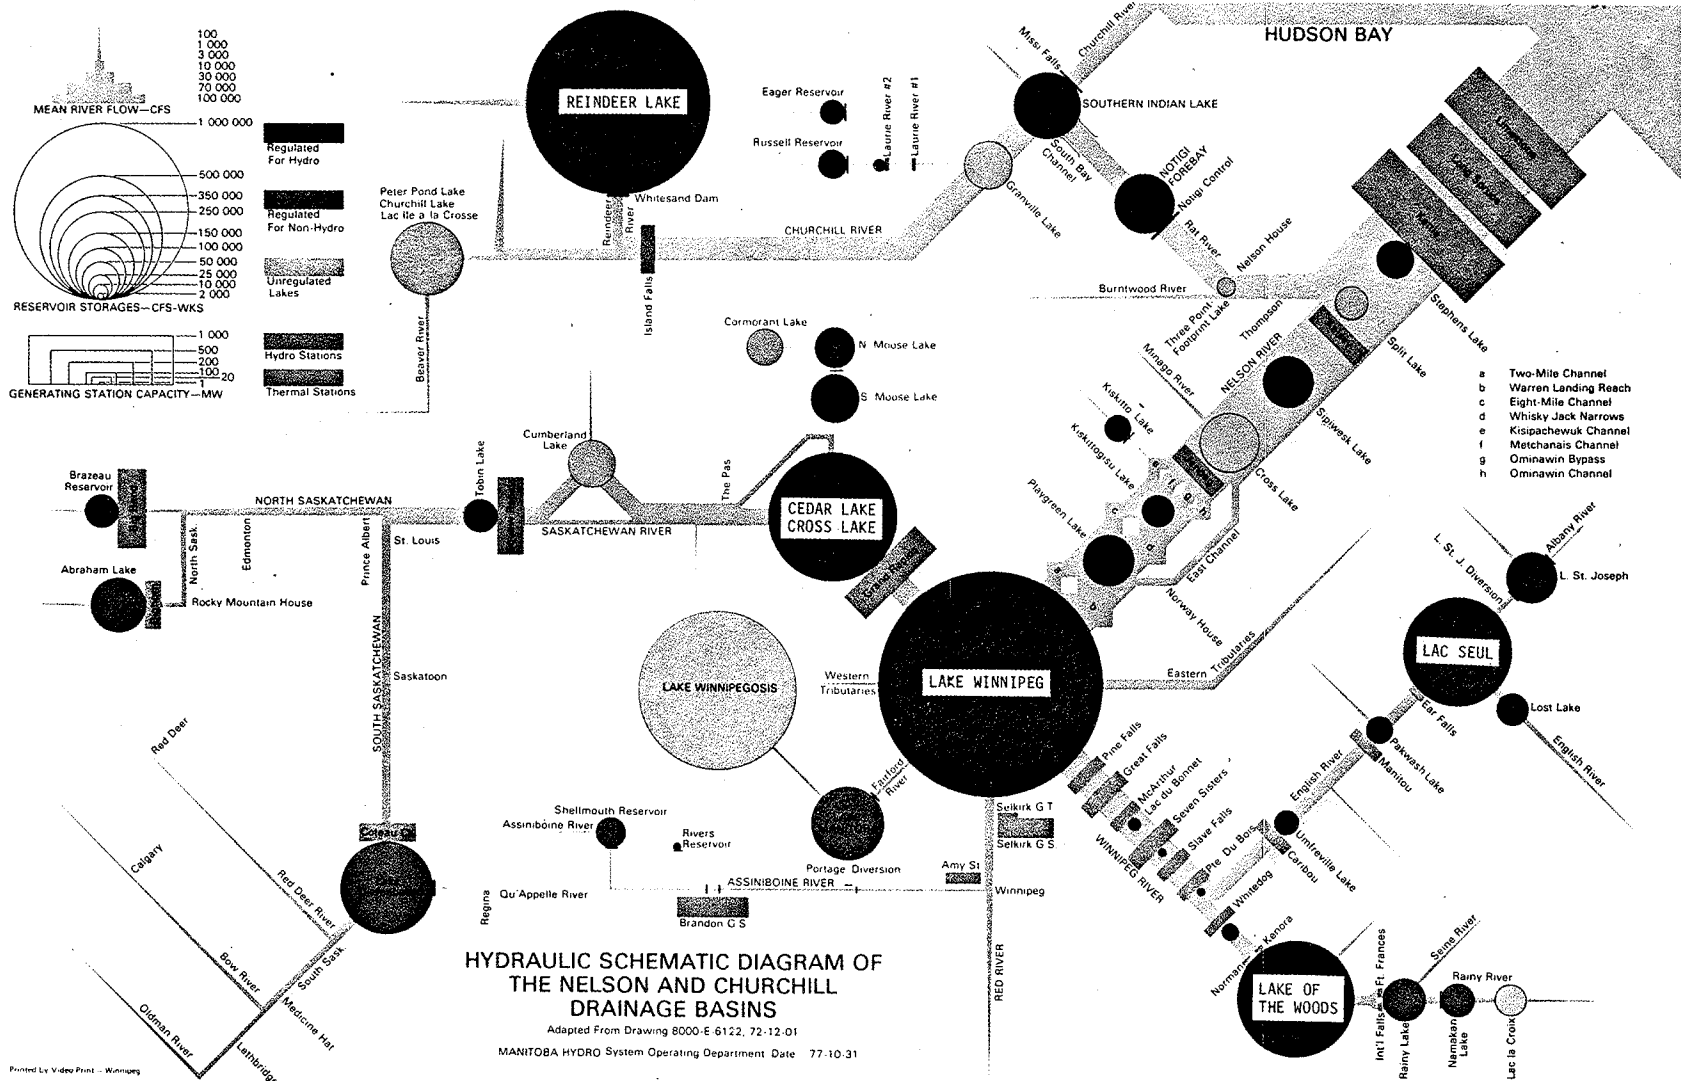 HUDSON BAY
100
1 000
3 000
10 000
30 000
70 000
100 000
MEAN RIVER FLOW—CFS
1 000 000
500 000
350 000
250 000
150 000
100 000
50 000
25 000
10 000
2 000
RESERVOIR STORAGES—CFS-WKS
Regulated
For Hydro
Regulated
For Non-Hydro
Unregulated
Lakes
1 000
500
200
100
20
1
GENERATING STATION CAPACITY—MW
Hydro Stations
Thermal Stations
REINDEER LAKE
Whitesand Dam
Reindeer
River
Peter Pond Lake
Churchill Lake
Lac Ile a la Crosse
Beaver River
Island Falls
CHURCHILL RIVER
Eager Reservoir
Russell Reservoir
Laurie River #2
Laurie River #1
Granville Lake
Missi Falls
Churchill River
SOUTHERN INDIAN LAKE
South Bay
Channel
NOTIGI
FOREBAY
Notigi Control
Rat River
Nelson House
Burntwood River
Three Point-
Footprint Lake
Thompson
Limestone
Long Spruce
Kettle
Stephens Lake
Split Lake
NELSON RIVER
Sipiwesk Lake
Minago River
Cross Lake
Kiskitto Lake
Kiskittogisu Lake
Playgreen Lake
East Channel
Norway House
a Two-Mile Channel
b Warren Landing Reach
c Eight-Mile Channel
d Whisky Jack Narrows
e Kisipachewuk Channel
f Metchanais Channel
g Ominawin Bypass
h Ominawin Channel
Cormorant Lake
N Moose Lake
S Moose Lake
Cumberland
Lake
Tobin Lake
The Pas
CEDAR LAKE
CROSS LAKE
Grand Rapids
SASKATCHEWAN RIVER
NORTH SASKATCHEWAN
Brazeau
Reservoir
Abraham Lake
North Sask.
Rocky Mountain House
Edmonton
Prince Albert
St. Louis
SOUTH SASKATCHEWAN
Saskatoon
Coteau Ck
Red Deer
Calgary
Red Deer River
Bow River
South Sask
Medicine Hat
Oldman River
Lethbridge
Regina
Qu'Appelle River
LAKE WINNIPEGOSIS
Western
Tributaries
LAKE WINNIPEG
Eastern
Tributaries
Fairford
River
Portage Diversion
Shellmouth Reservoir
Assiniboine River
Rivers
Reservoir
ASSINIBOINE RIVER
Brandon G S
Selkirk G T
Selkirk G S
Amy St
Winnipeg
RED RIVER
Pine Falls
Great Falls
McArthur
Lac du Bonnet
Seven Sisters
Slave Falls
Pte Du Bois
WINNIPEG RIVER
Whitedog
Kenora
Norman
LAKE OF
THE WOODS
Int'l Falls
Ft. Frances
Rainy Lake
Seine River
Rainy River
Namakan
Lake
Lac la Croix
English River
Umfreville Lake
Caribou
Manitou
Pakwash Lake
Ear Falls
LAC SEUL
L. St. J. Diversion
Albany River
L. St. Joseph
Lost Lake
English River
HYDRAULIC SCHEMATIC DIAGRAM OF
THE NELSON AND CHURCHILL
DRAINAGE BASINS
Adapted From Drawing 8000-E-6122, 72-12-01
MANITOBA HYDRO System Operating Department Date 77-10-31
Printed by Video Print – Winnipeg